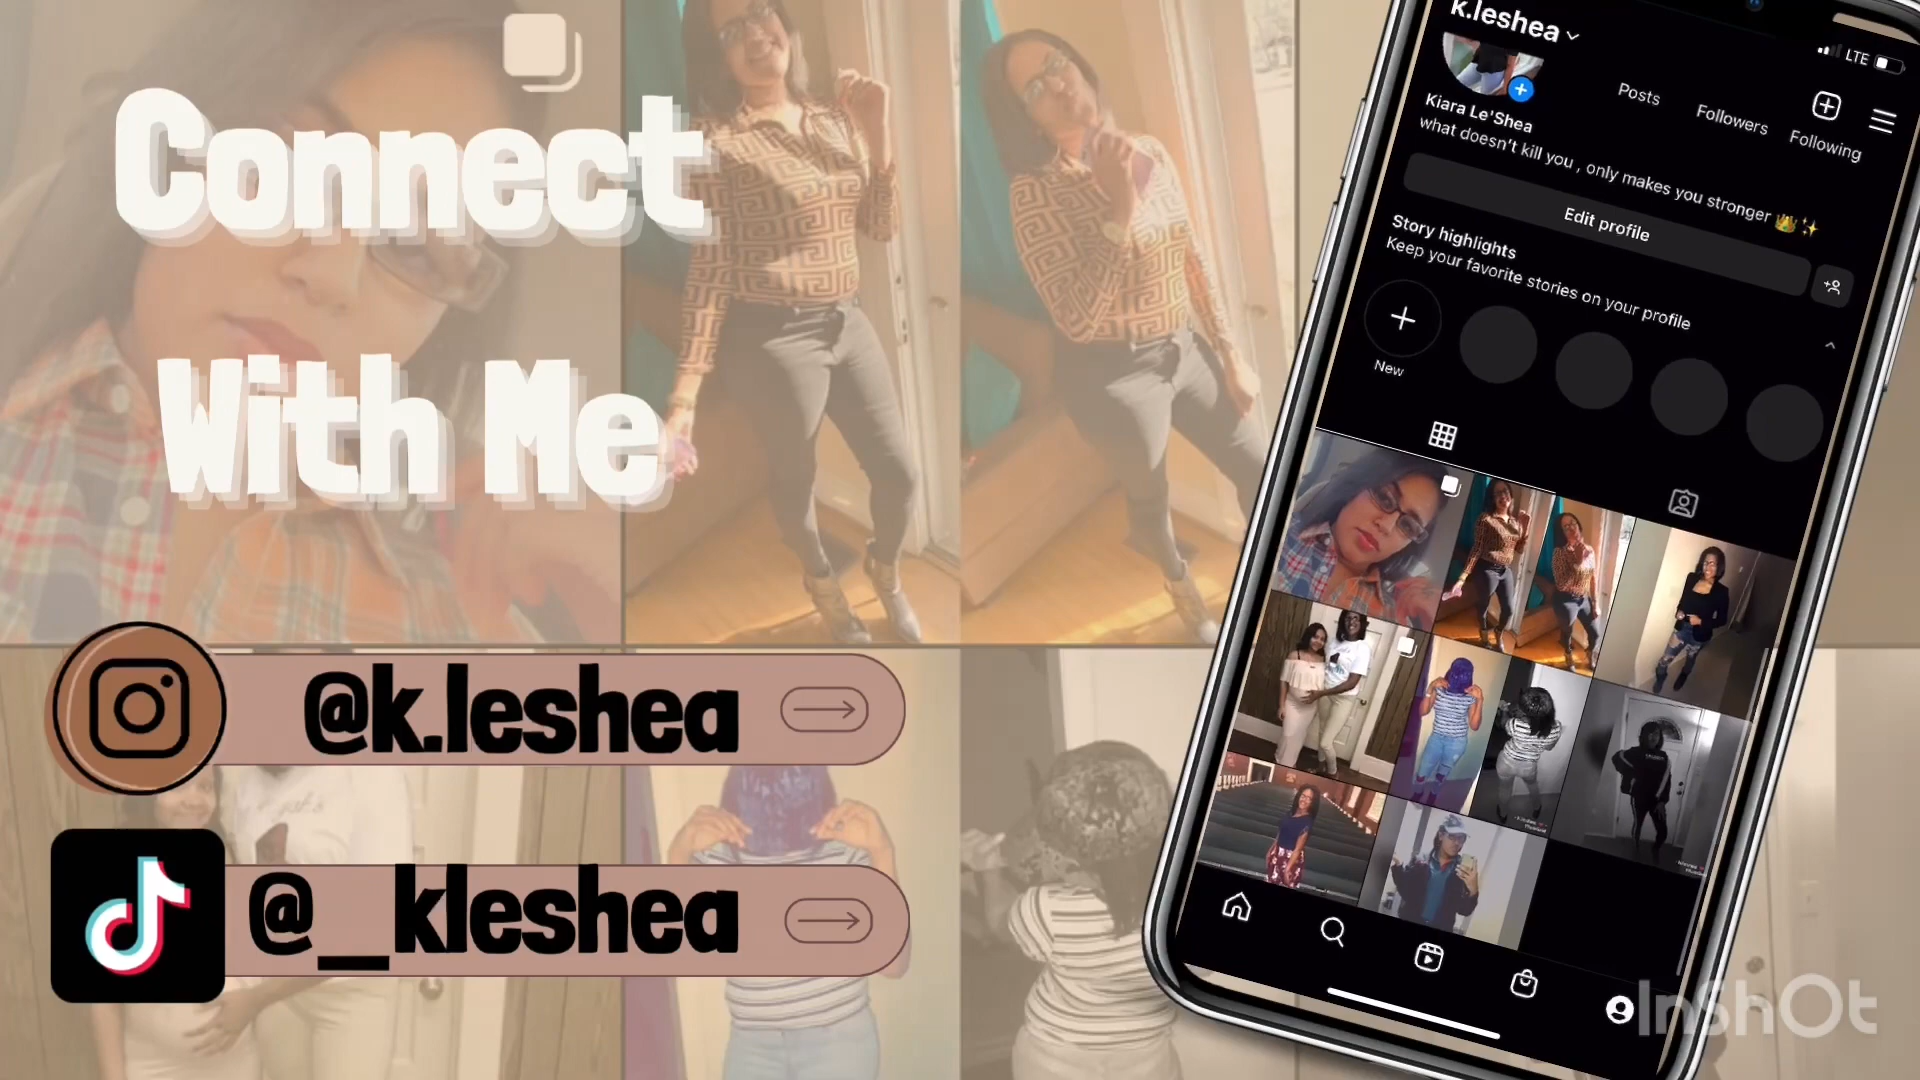 Connect
With Me
@k.leshea
@__kleshea
k.leshea
LTE
Posts
Followers
Following
Kiara Le'Shea
what doesn't kill you , only makes you stronger 👑✨
Edit profile
Story highlights
Keep your favorite stories on your profile
New
InShOt